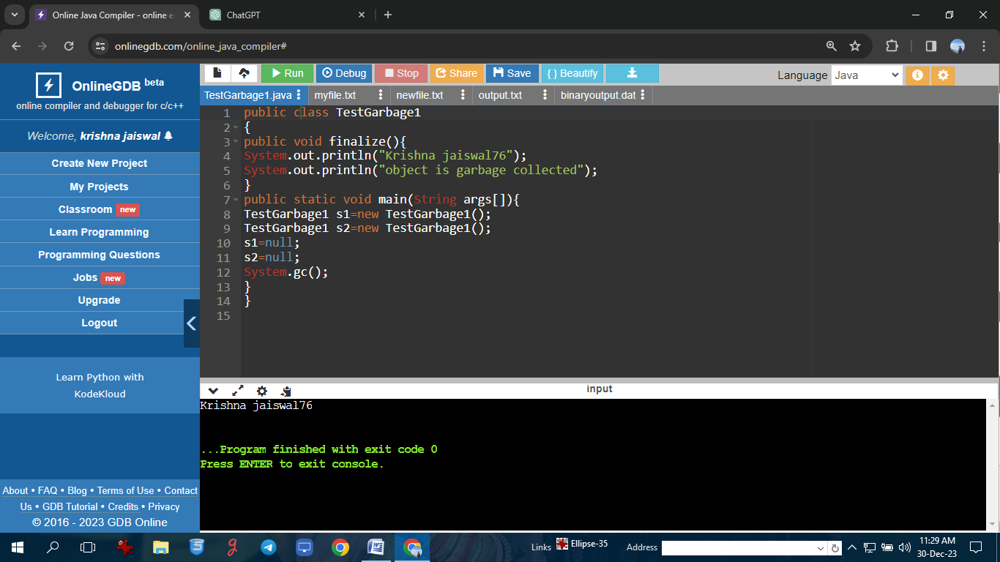 Online Java Compiler - online e
ChatGPT
onlinegdb.com/online_java_compiler#
OnlineGDB beta
online compiler and debugger for c/c++
Welcome, krishna jaiswal
Create New Project
My Projects
Classroom new
Learn Programming
Programming Questions
Jobs new
Upgrade
Logout
Learn Python with
KodeKloud
About • FAQ • Blog • Terms of Use • Contact
Us • GDB Tutorial • Credits • Privacy
© 2016 - 2023 GDB Online
Run Debug Stop Share Save { } Beautify
Language Java
TestGarbage1.java myfile.txt newfile.txt output.txt binaryoutput.dat
1 public class TestGarbage1
2 {
3 public void finalize(){
4 System.out.println("Krishna jaiswal76");
5 System.out.println("object is garbage collected");
6 }
7 public static void main(String args[]){
8 TestGarbage1 s1=new TestGarbage1();
9 TestGarbage1 s2=new TestGarbage1();
10 s1=null;
11 s2=null;
12 System.gc();
13 }
14 }
15
input
Krishna jaiswal76
...Program finished with exit code 0
Press ENTER to exit console.
Links Ellipse-35 Address
11:29 AM
30-Dec-23